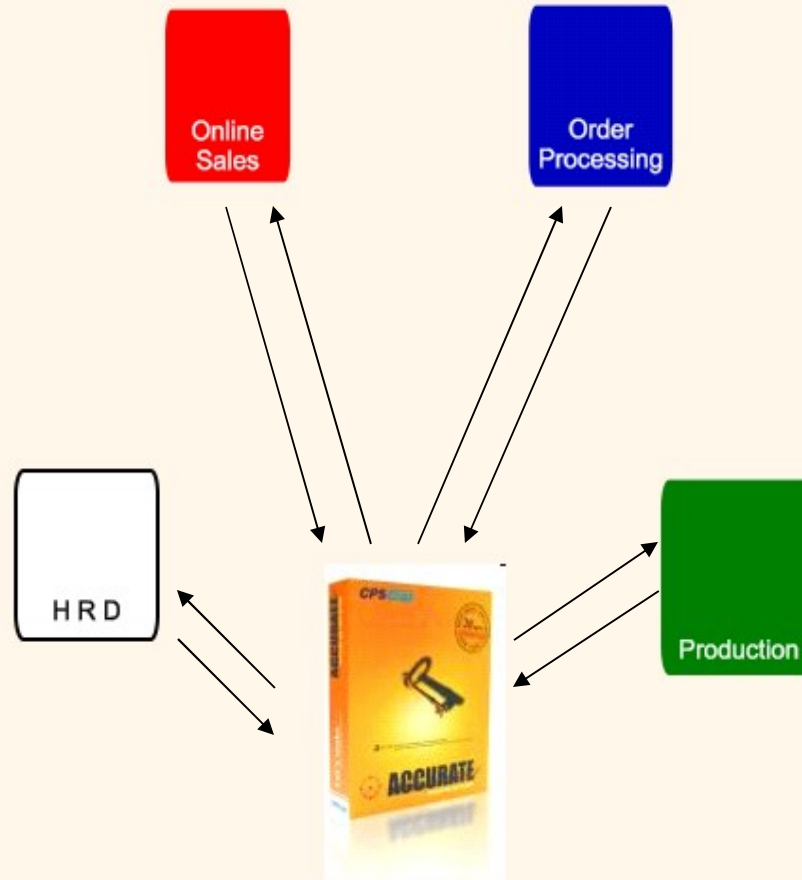 Online
Sales
Order
Processing
H R D
Production
CPS
ACCURATE
ACCURATE